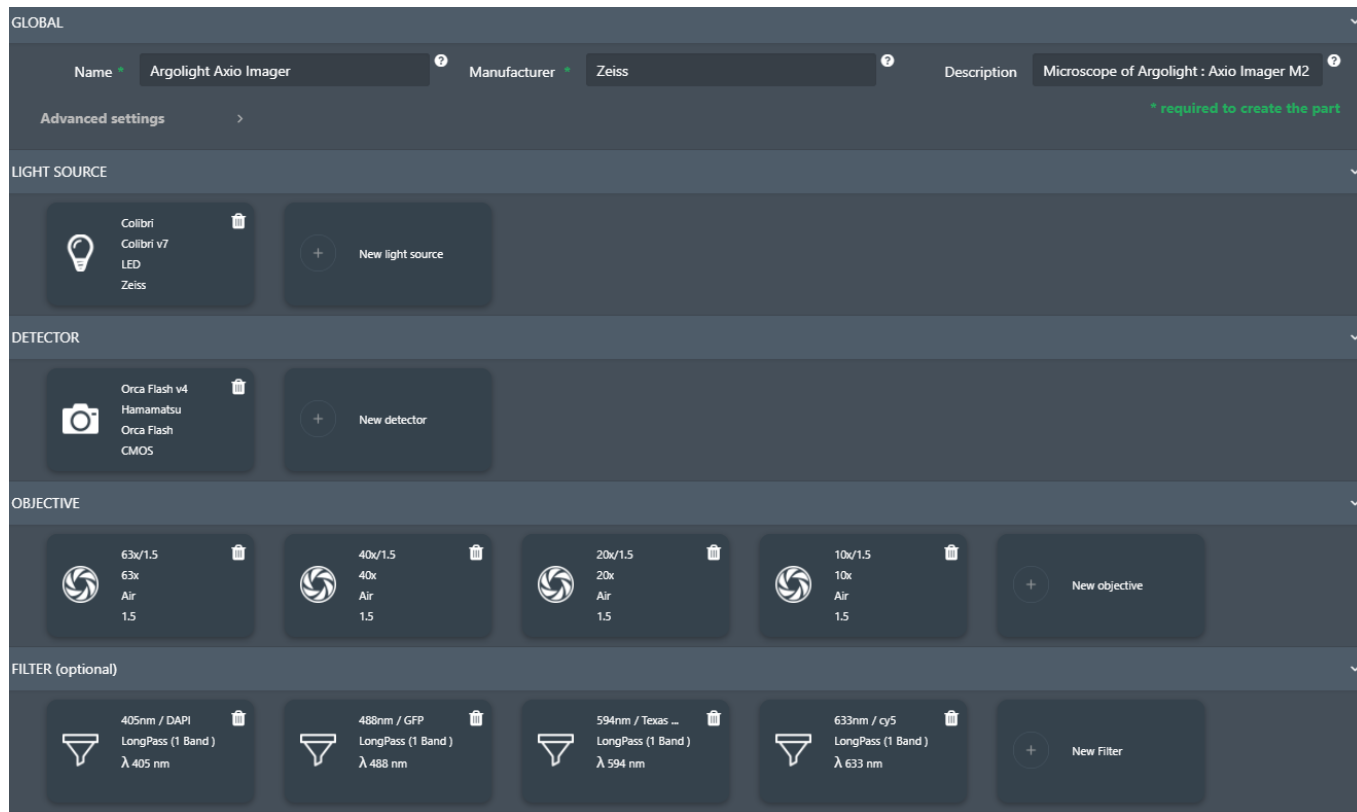 GLOBAL
Name * Argolight Axio Imager ? Manufacturer * Zeiss ? Description Microscope of Argolight : Axio Imager M2 ?
Advanced settings >
* required to create the part
LIGHT SOURCE
Colibri
Colibri v7
LED
Zeiss
+ New light source
DETECTOR
Orca Flash v4
Hamamatsu
Orca Flash
CMOS
+ New detector
OBJECTIVE
63x/1.5
63x
Air
1.5
40x/1.5
40x
Air
1.5
20x/1.5
20x
Air
1.5
10x/1.5
10x
Air
1.5
+ New objective
FILTER (optional)
405nm / DAPI
LongPass (1 Band )
λ 405 nm
488nm / GFP
LongPass (1 Band )
λ 488 nm
594nm / Texas ...
LongPass (1 Band )
λ 594 nm
633nm / cy5
LongPass (1 Band )
λ 633 nm
+ New Filter